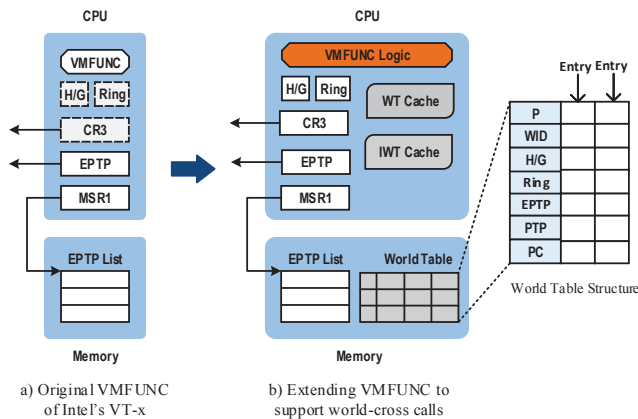 CPU
VMFUNC
H/G
Ring
CR3
EPTP
MSR1
EPTP List
Memory
a) Original VMFUNC
of Intel's VT-x
CPU
VMFUNC Logic
H/G
Ring
WT Cache
CR3
IWT Cache
EPTP
MSR1
EPTP List
World Table
Memory
b) Extending VMFUNC to
support world-cross calls
Entry Entry
P
WID
H/G
Ring
EPTP
PTP
PC
World Table Structure